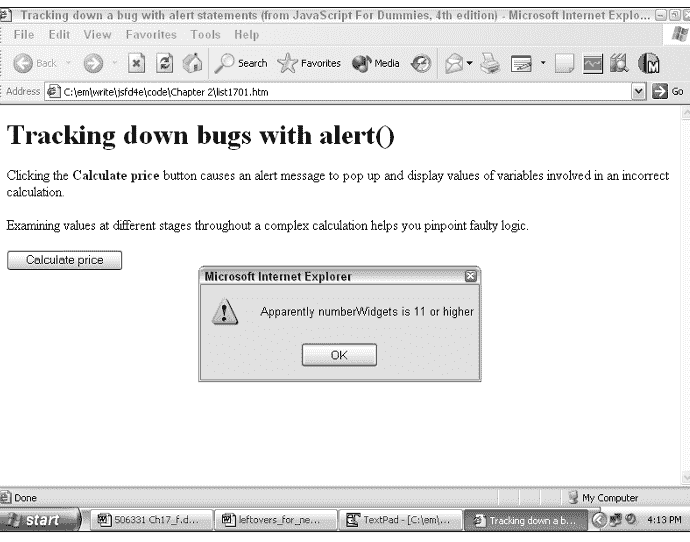 Tracking down a bug with alert statements (from JavaScript For Dummies, 4th edition) - Microsoft Internet Explo...
File Edit View Favorites Tools Help
Back Search Favorites Media
Address C:\em\write\jsfd4e\code\Chapter 2\list1701.htm Go
Tracking down bugs with alert()
Clicking the Calculate price button causes an alert message to pop up and display values of variables involved in an incorrect
calculation.
Examining values at different stages throughout a complex calculation helps you pinpoint faulty logic.
Calculate price
Microsoft Internet Explorer
Apparently numberWidgets is 11 or higher
OK
Done My Computer
start 506331 Ch17_f.d... leftovers_for_ne... TextPad - [C:\em\... Tracking down a b... 4:13 PM